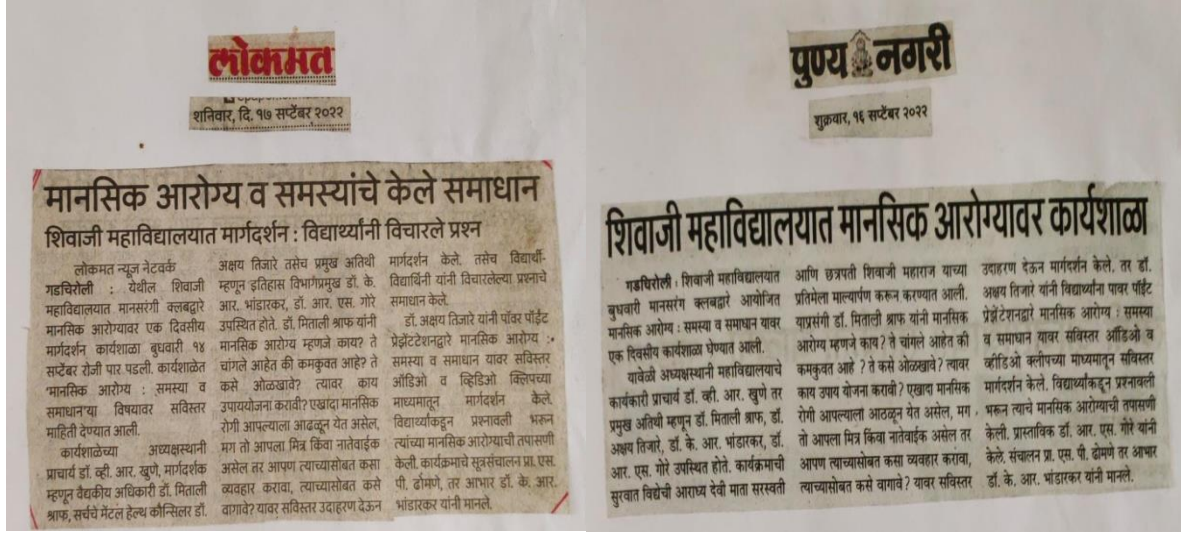 लोकमत
शनिवार, दि. १७ सप्टेंबर २०२२
मानसिक आरोग्य व समस्यांचे केले समाधान
शिवाजी महाविद्यालयात मार्गदर्शन : विद्यार्थ्यांनी विचारले प्रश्न
लोकमत न्यूज नेटवर्क
गडचिरोली : येथील शिवाजी
महाविद्यालयात मानसरंगी क्लबद्वारे
मानसिक आरोग्यावर एक दिवसीय
मार्गदर्शन कार्यशाळा बुधवारी १४
सप्टेंबर रोजी पार पडली. कार्यशाळेत
'मानसिक आरोग्य : समस्या व
समाधान'या विषयावर सविस्तर
माहिती देण्यात आली.
कार्यशाळेच्या अध्यक्षस्थानी
प्राचार्य डॉ. व्ही. आर. खुणे, मार्गदर्शक
म्हणून वैद्यकीय अधिकारी डॉ. मिताली
श्राफ, सर्चचे मेंटल हेल्थ कौन्सिलर डॉ.
अक्षय तिजारे तसेच प्रमुख अतिथी
म्हणून इतिहास विभागप्रमुख डॉ. के.
आर. भांडारकर, डॉ. आर. एस. गोरे
उपस्थित होते. डॉ. मिताली श्राफ यांनी
मानसिक आरोग्य म्हणजे काय? ते
चांगले आहेत की कमकुवत आहे? ते
कसे ओळखावे? त्यावर काय
उपाययोजना करावी? एखादा मानसिक
रोगी आपल्याला आढळून येत असेल,
मग तो आपला मित्र किंवा नातेवाईक
असेल तर आपण त्याच्यासोबत कसा
व्यवहार करावा, त्याच्यासोबत कसे
वागावे? यावर सविस्तर उदाहरण देऊन
मार्गदर्शन केले. तसेच विद्यार्थी-
विद्यार्थिनी यांनी विचारलेल्या प्रश्नाचे
समाधान केले.
डॉ. अक्षय तिजारे यांनी पॉवर पॉईंट
प्रेझेंटटेशनद्वारे मानसिक आरोग्य :
समस्या व समाधान यावर सविस्तर
ऑडिओ व व्हिडिओ क्लिपच्या
माध्यमातून मार्गदर्शन केले.
विद्यार्थ्यांकडून प्रश्नावली भरून
त्यांच्या मानसिक आरोग्याची तपासणी
केली. कार्यक्रमाचे सूत्रसंचालन प्रा. एस.
पी. ढोमणे, तर आभार डॉ. के. आर.
भांडारकर यांनी मानले.
पुण्य नगरी
शुक्रवार, १६ सप्टेंबर २०२२
शिवाजी महाविद्यालयात मानसिक आरोग्यावर कार्यशाळा
गडचिरोली : शिवाजी महाविद्यालयात
बुधवारी मानसरंग क्लबद्वारे आयोजित
मानसिक आरोग्य : समस्या व समाधान यावर
एक दिवसीय कार्यशाळा घेण्यात आली.
यावेळी अध्यक्षस्थानी महाविद्यालयाचे
कार्यकारी प्राचार्य डॉ. व्ही. आर. खुणे तर
प्रमुख अतिथी म्हणून डॉ. मिताली श्राफ, डॉ.
अक्षय तिजारे, डॉ. के. आर. भांडारकर, डॉ.
आर. एस. गोरे उपस्थित होते. कार्यक्रमाची
सुरवात विद्येची आराध्य देवी माता सरस्वती
आणि छत्रपती शिवाजी महाराज याच्या
प्रतिमेला माल्यार्पण करून करण्यात आली.
याप्रसंगी डॉ. मिताली श्राफ यांनी मानसिक
आरोग्य म्हणजे काय? ते चांगले आहेत की
कमकुवत आहे ? ते कसे ओळखावे? त्यावर
काय उपाय योजना करावी? एखादा मानसिक
रोगी आपल्याला आठळून येत असेल, मग
तो आपला मित्र किंवा नातेवाईक असेल तर
आपण त्याच्यासोबत कसा व्यवहार करावा,
त्याच्यासोबत कसे वागावे? यावर सविस्तर
उदाहरण देऊन मार्गदर्शन केले. तर डॉ.
अक्षय तिजारे यांनी विद्यार्थ्यांना पावर पॉईंट
प्रेझेंटेशनद्वारे मानसिक आरोग्य : समस्या
व समाधान यावर सविस्तर ऑडिओ व
व्हीडिओ क्लीपच्या माध्यमातून सविस्तर
मार्गदर्शन केले. विद्यार्थ्यांकडून प्रश्नावली
भरून त्याचे मानसिक आरोग्याची तपासणी
केली. प्रास्ताविक डॉ. आर. एस. गोरे यांनी
केले. संचालन प्रा. एस. पी. ढोमणे तर आभार
डॉ. के. आर. भांडारकर यांनी मानले.